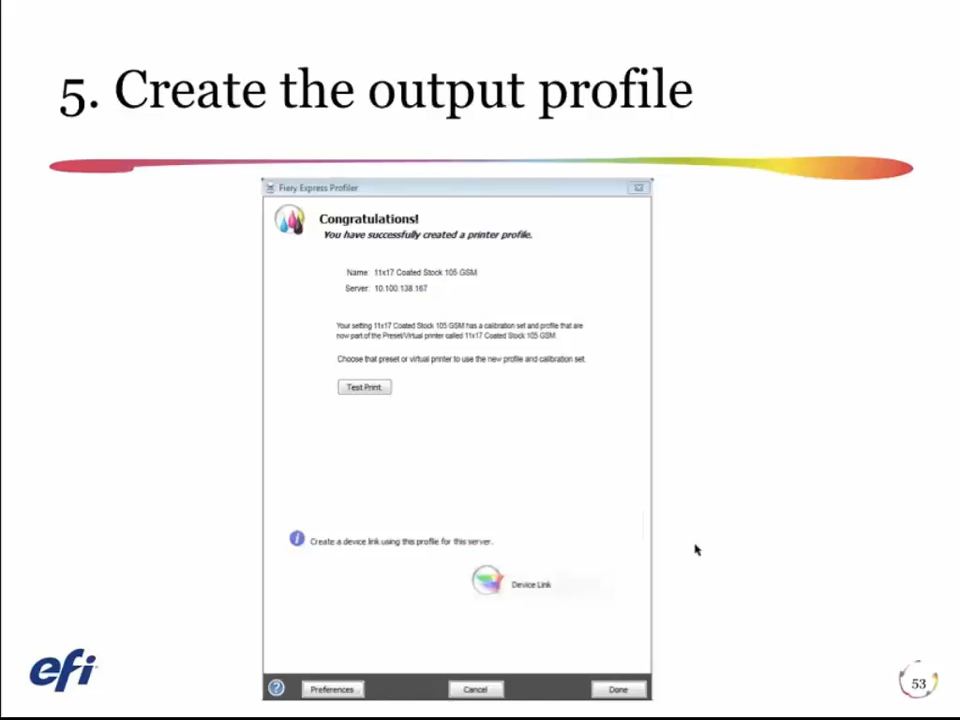 5. Create the output profile
Fiery Express Profiler
Congratulations!
You have successfully created a printer profile.
Name: 11x17 Coated Stock 105 GSM
Server: 10.100.138.167
Your setting 11x17 Coated Stock 105 GSM has a calibration set and profile that are
now part of the Preset/Virtual printer called 11x17 Coated Stock 105 GSM.
Choose that preset or virtual printer to use the new profile and calibration set.
Test Print
Create a device link using this profile for this server.
Device Link
efi
Preferences
Cancel
Done
53